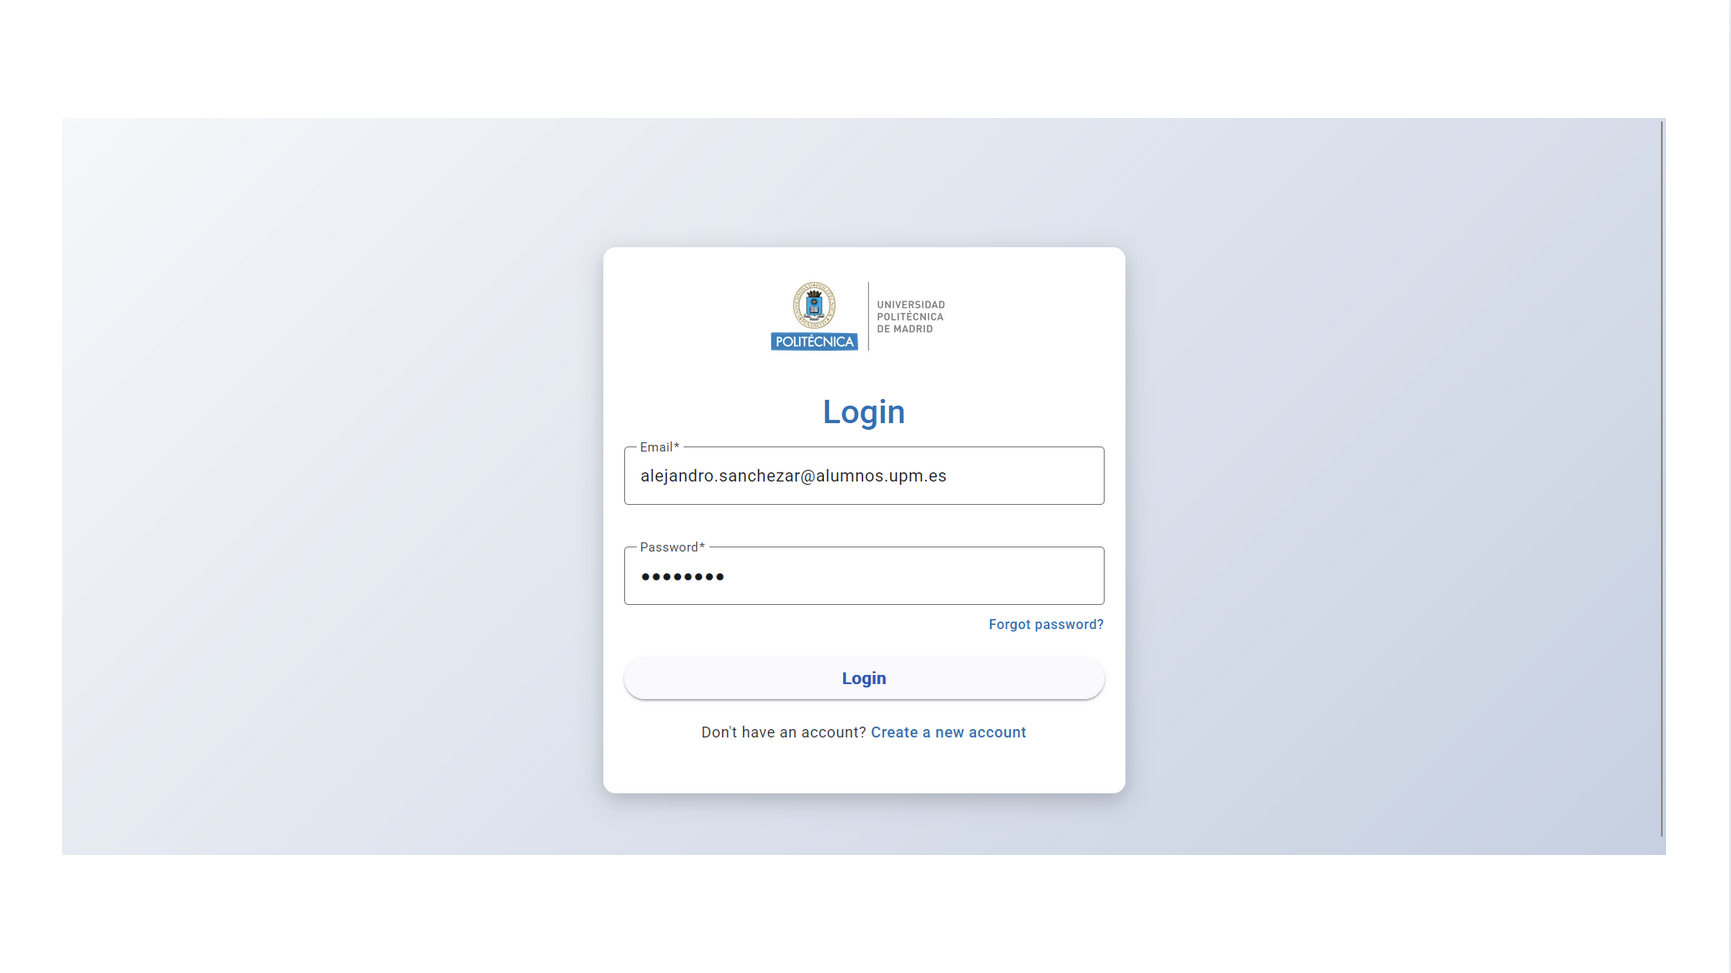 POLITÉCNICA
UNIVERSIDAD
POLITÉCNICA
DE MADRID
Login
Email*
alejandro.sanchezar@alumnos.upm.es
Password*
••••••••
Forgot password?
Login
Don't have an account? Create a new account